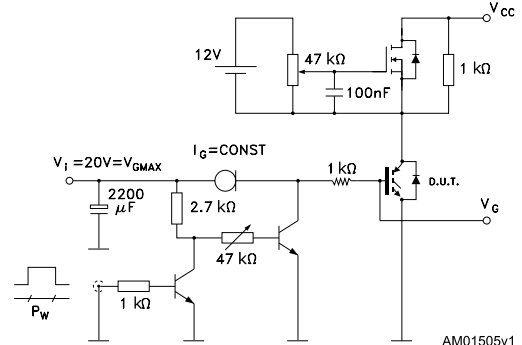 V_CC
12V
47 kΩ
1 kΩ
100nF
I_G=CONST
V_i =20V=V_GMAX
1 kΩ
D.U.T.
2200
μF
2.7 kΩ
V_G
47 kΩ
1 kΩ
P_W
AM01505v1